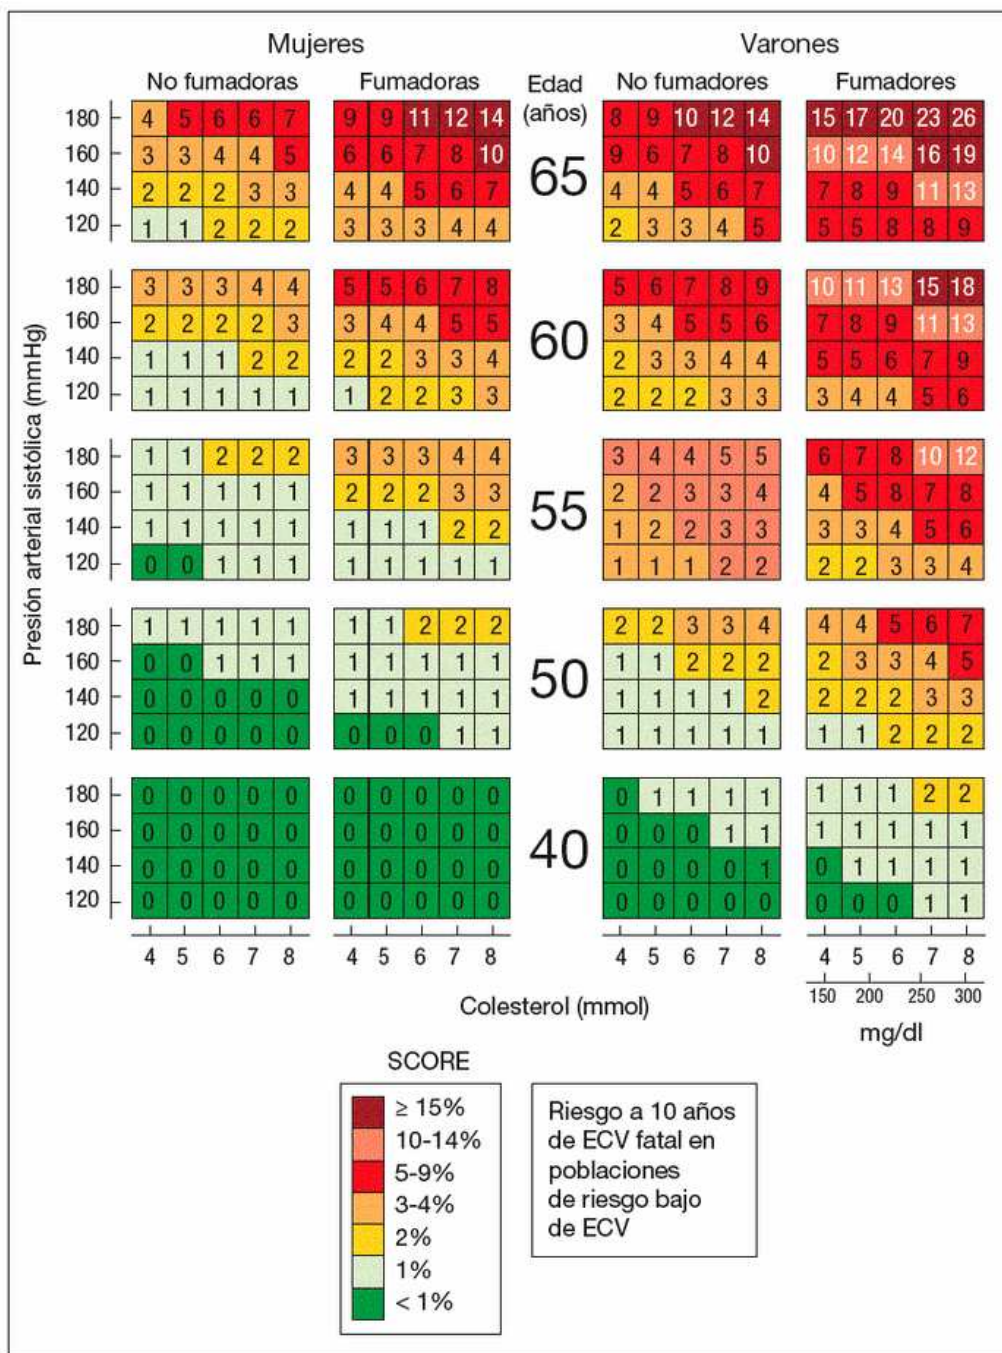 Mujeres Varones
No fumadoras Fumadoras Edad (años) No fumadores Fumadores
Presión arterial sistólica (mmHg)
65
180 4 5 6 6 7 9 9 11 12 14 8 9 10 12 14 15 17 20 23 26
160 3 3 4 4 5 6 6 7 8 10 9 6 7 8 10 10 12 14 16 19
140 2 2 2 3 3 4 4 5 6 7 4 4 5 6 7 7 8 9 11 13
120 1 1 2 2 2 3 3 3 4 4 2 3 3 4 5 5 5 8 8 9
60
180 3 3 3 4 4 5 5 6 7 8 5 6 7 8 9 10 11 13 15 18
160 2 2 2 2 3 3 4 4 5 5 3 4 5 5 6 7 8 9 11 13
140 1 1 1 2 2 2 2 3 3 4 2 3 3 4 4 5 5 6 7 9
120 1 1 1 1 1 1 2 2 3 3 2 2 2 3 3 3 4 4 5 6
55
180 1 1 2 2 2 3 3 3 4 4 3 4 4 5 5 6 7 8 10 12
160 1 1 1 1 1 2 2 2 3 3 2 2 3 3 4 4 5 8 7 8
140 1 1 1 1 1 1 1 1 2 2 1 2 2 3 3 3 3 4 5 6
120 0 0 1 1 1 1 1 1 1 1 1 1 1 2 2 2 2 3 3 4
50
180 1 1 1 1 1 1 1 2 2 2 2 2 3 3 4 4 4 5 6 7
160 0 0 1 1 1 1 1 1 1 1 1 1 2 2 2 2 3 3 4 5
140 0 0 0 0 0 1 1 1 1 1 1 1 1 1 2 2 2 2 3 3
120 0 0 0 0 0 0 0 0 1 1 1 1 1 1 1 1 1 2 2 2
40
180 0 0 0 0 0 0 0 0 0 0 0 1 1 1 1 1 1 1 2 2
160 0 0 0 0 0 0 0 0 0 0 0 0 0 1 1 1 1 1 1 1
140 0 0 0 0 0 0 0 0 0 0 0 0 0 0 1 0 1 1 1 1
120 0 0 0 0 0 0 0 0 0 0 0 0 0 0 0 0 0 0 1 1
4 5 6 7 8 4 5 6 7 8 4 5 6 7 8 4 5 6 7 8
150 200 250 300
Colesterol (mmol)
mg/dl
SCORE
≥ 15%
10-14%
5-9%
3-4%
2%
1%
< 1%
Riesgo a 10 años
de ECV fatal en
poblaciones
de riesgo bajo
de ECV